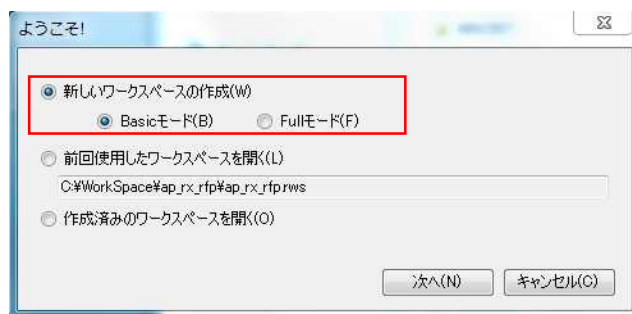 ようこそ!
新しいワークスペースの作成(W)
Basicモード(B) Fullモード(F)
前回使用したワークスペースを開く(L)
C:¥WorkSpace¥ap_rx_rfp¥ap_rx_rfp.rws
作成済みのワークスペースを開く(O)
次へ(N) キャンセル(C)